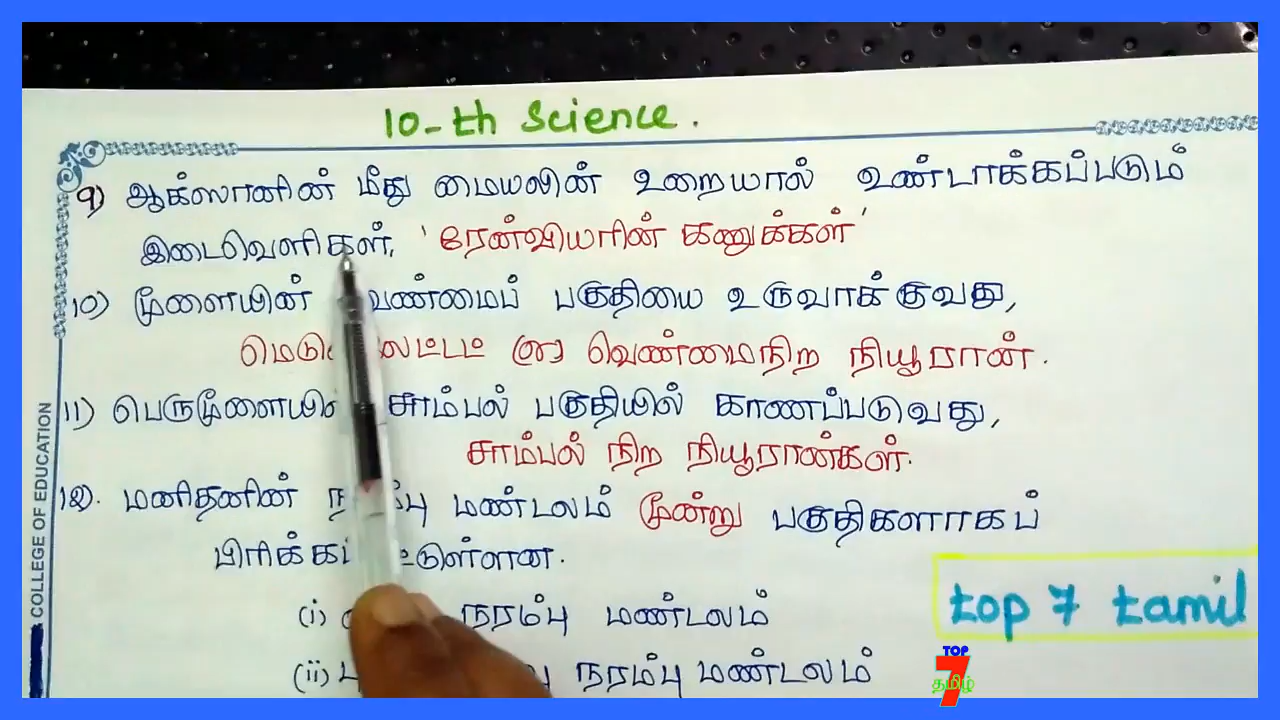 10-th Science.
9) ஆக்ஸானின் மீது மையலின் உறையால் உண்டாக்கப்படும்
இடைவெளிகள், 'ரேன்வியரின் கணுக்கள்'
10) மூளையின் வெண்மைப் பகுதியை உருவாக்குவது,
(அ) வெண்மைநிற நியூரான்.
11) பெருமூளையின் சாம்பல் பகுதியில் காணப்படுவது,
சாம்பல் நிற நியூரான்கள்.
12. மனிதனின் நரம்பு மண்டலம் மூன்று பகுதிகளாகப்
பிரிக்கப்பட்டுள்ளன.
(i) நரம்பு மண்டலம்
(ii) நரம்பு மண்டலம்
COLLEGE OF EDUCATION
top 7 tamil
TOP
7
தமிழ்